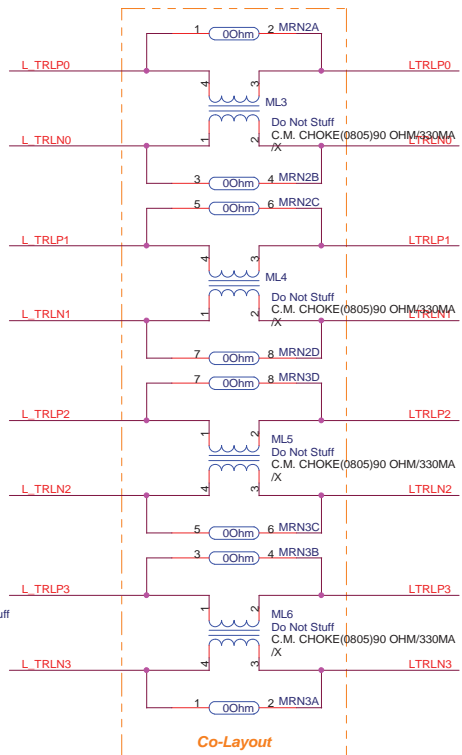 1 0Ohm 2 MRN2A
L_TRLP0 LTRLP0
4 3
ML3
Do Not Stuff
C.M. CHOKE(0805)90 OHM/330MA
/X
1 2
L_TRLN0 LTRLN0
3 0Ohm 4 MRN2B
5 0Ohm 6 MRN2C
L_TRLP1 LTRLP1
4 3
ML4
Do Not Stuff
C.M. CHOKE(0805)90 OHM/330MA
/X
1 2
L_TRLN1 LTRLN1
7 0Ohm 8 MRN2D
7 0Ohm 8 MRN3D
L_TRLP2 LTRLP2
1 2
ML5
Do Not Stuff
C.M. CHOKE(0805)90 OHM/330MA
/X
4 3
L_TRLN2 LTRLN2
5 0Ohm 6 MRN3C
3 0Ohm 4 MRN3B
L_TRLP3 LTRLP3
1 2
uff
ML6
Do Not Stuff
C.M. CHOKE(0805)90 OHM/330MA
/X
4 3
L_TRLN3 LTRLN3
1 0Ohm 2 MRN3A
Co-Layout